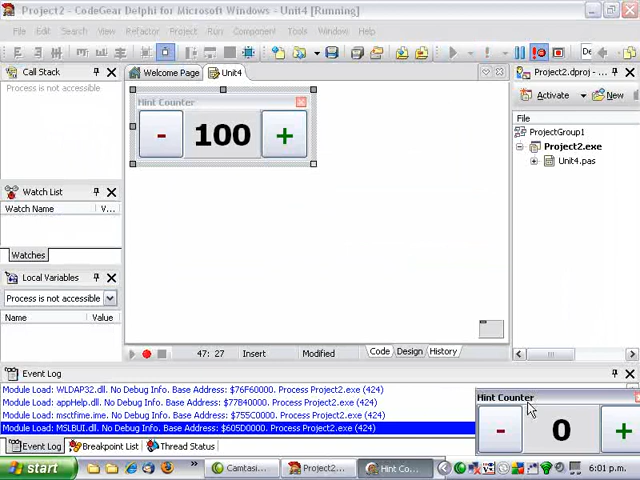 Project2 - CodeGear Delphi for Microsoft Windows - Unit4 [Running]
File Edit Search View Refactor Project Run Component Tools Window Help
Call Stack
Process is not accessible
Welcome Page Unit4
Project2.dproj - ...
Activate New
Hint Counter
- 100 +
File
ProjectGroup1
Project2.exe
Unit4.pas
Watch List
Watch Name V...
Watches
Local Variables
Process is not accessible
Name Value
47: 27 Insert Modified Code Design History
Event Log
Module Load: WLDAP32.dll. No Debug Info. Base Address: $76F60000. Process Project2.exe (424)
Module Load: appHelp.dll. No Debug Info. Base Address: $77B40000. Process Project2.exe (424)
Module Load: msctfime.ime. No Debug Info. Base Address: $755C0000. Process Project2.exe (424)
Module Load: MSLBUI.dll. No Debug Info. Base Address: $605D0000. Process Project2.exe (424)
Hint Counter
- 0 +
Event Log Breakpoint List Thread Status
start Camtasi... Project2... Hint Co... 6:01 p.m.